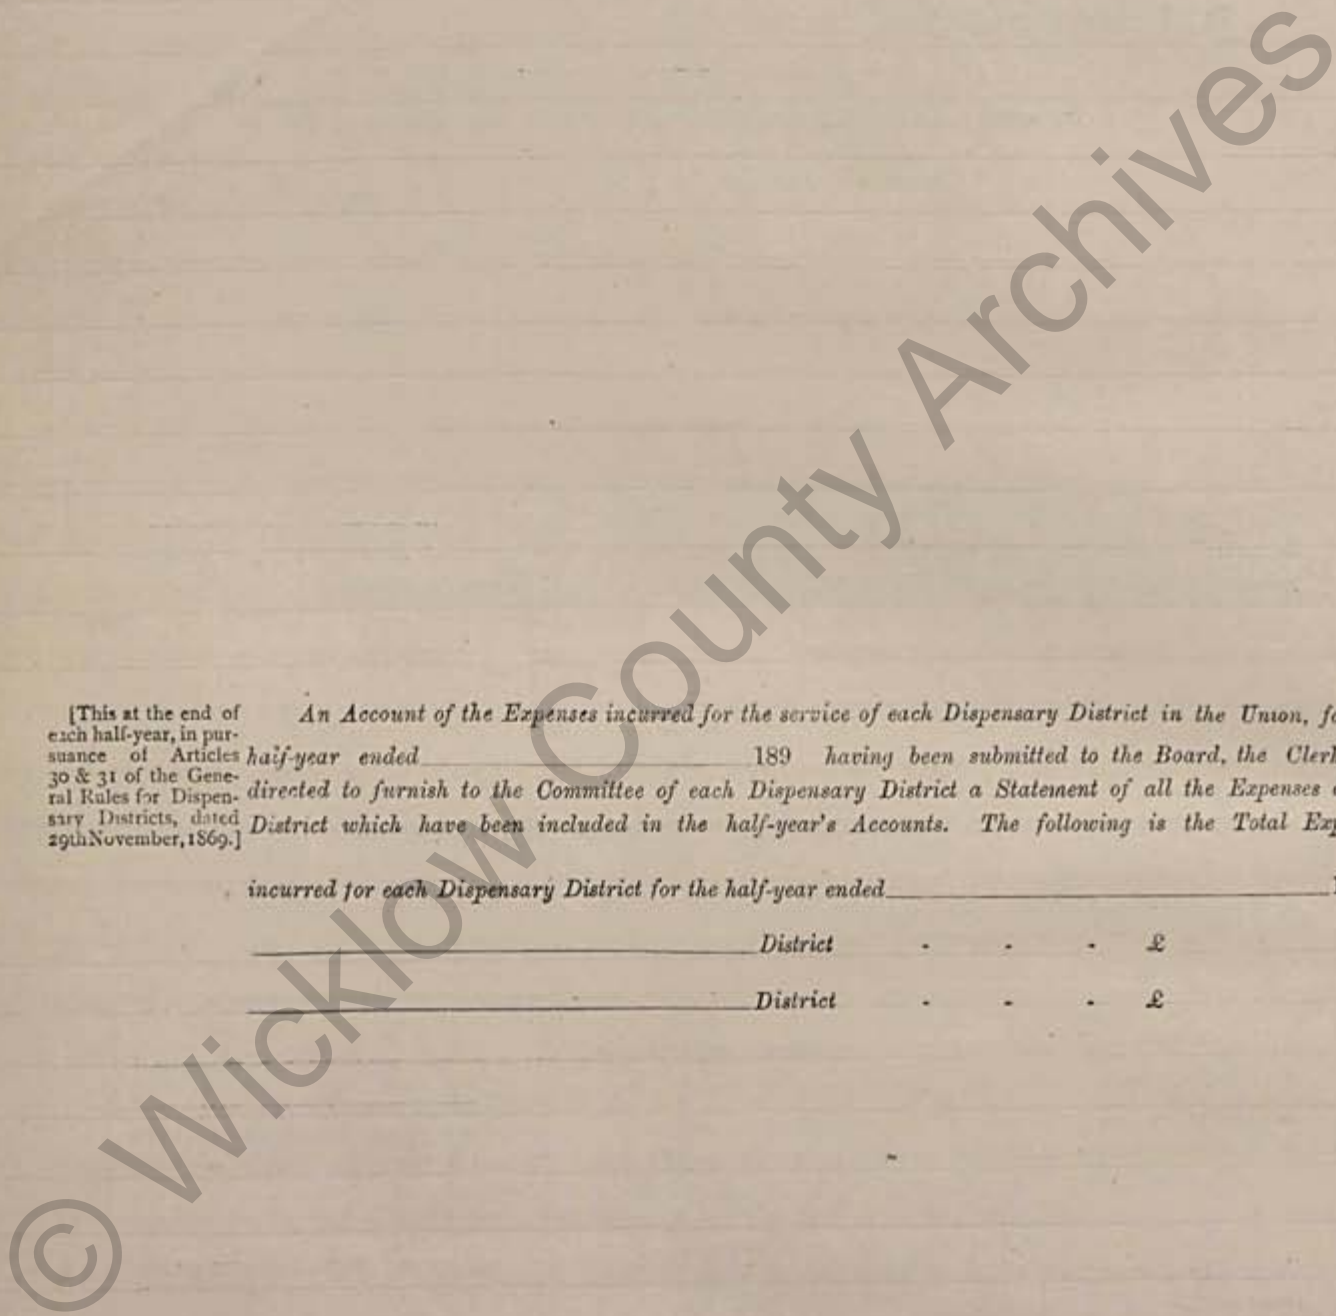 [This at the end of
each half-year, in pur-
suance of Articles
30 & 31 of the Gene-
ral Rules for Dispen-
sary Districts, dated
29thNovember, 1869.]
An Account of the Expenses incurred for the service of each Dispensary District in the Union, fo
half-year ended 189 having been submitted to the Board, the Cler
directed to furnish to the Committee of each Dispensary District a Statement of all the Expenses
District which have been included in the half-year's Accounts. The following is the Total Exp
incurred for each Dispensary District for the half-year ended 1
District - - - £
District - - - £
© Wicklow County Archives